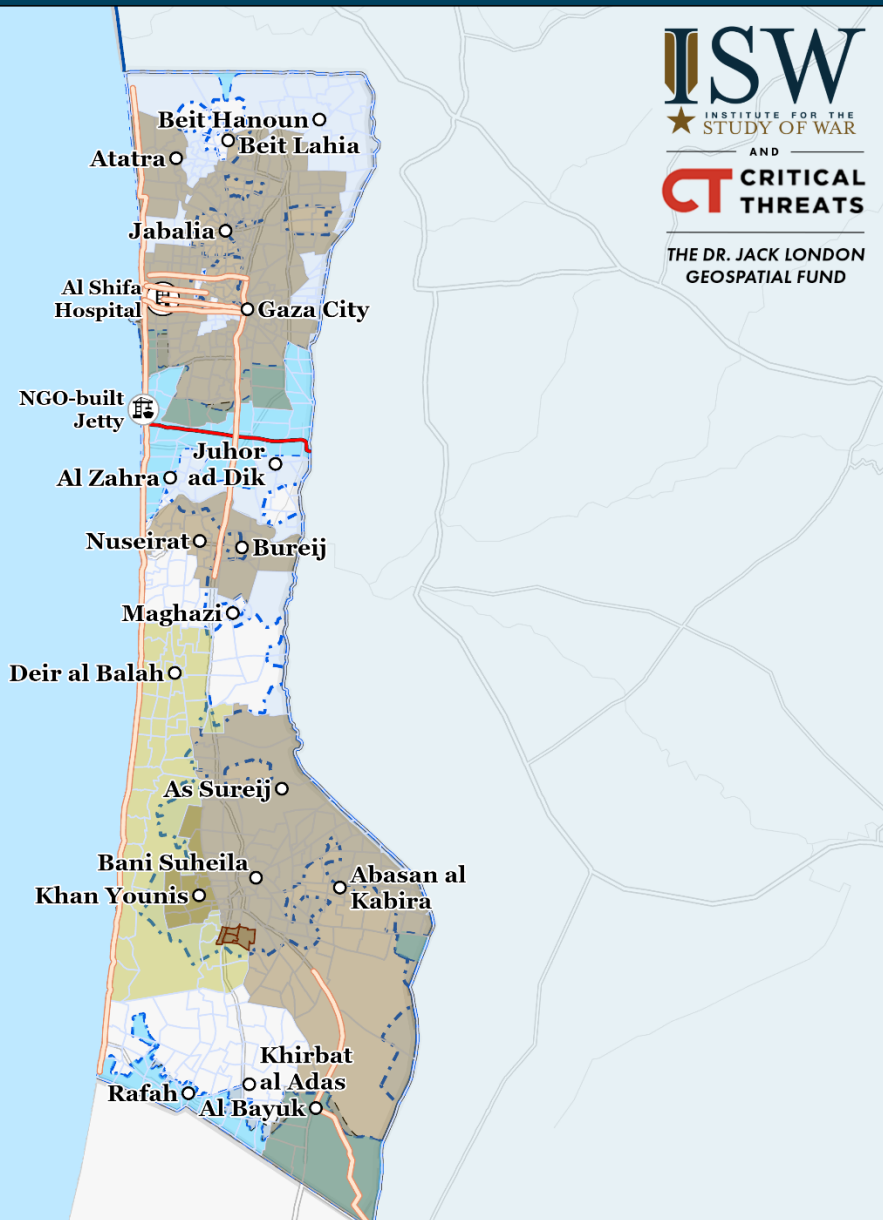 ISW
INSTITUTE FOR THE
STUDY OF WAR
AND
CT CRITICAL
THREATS
THE DR. JACK LONDON
GEOSPATIAL FUND
Beit Hanoun
Beit Lahia
Atatra
Jabalia
Al Shifa
Hospital
Gaza City
NGO-built
Jetty
Juhor
ad Dik
Al Zahra
Nuseirat
Bureij
Maghazi
Deir al Balah
As Sureij
Bani Suheila
Abasan al
Kabira
Khan Younis
Khirbat
al Adas
Rafah
Al Bayuk